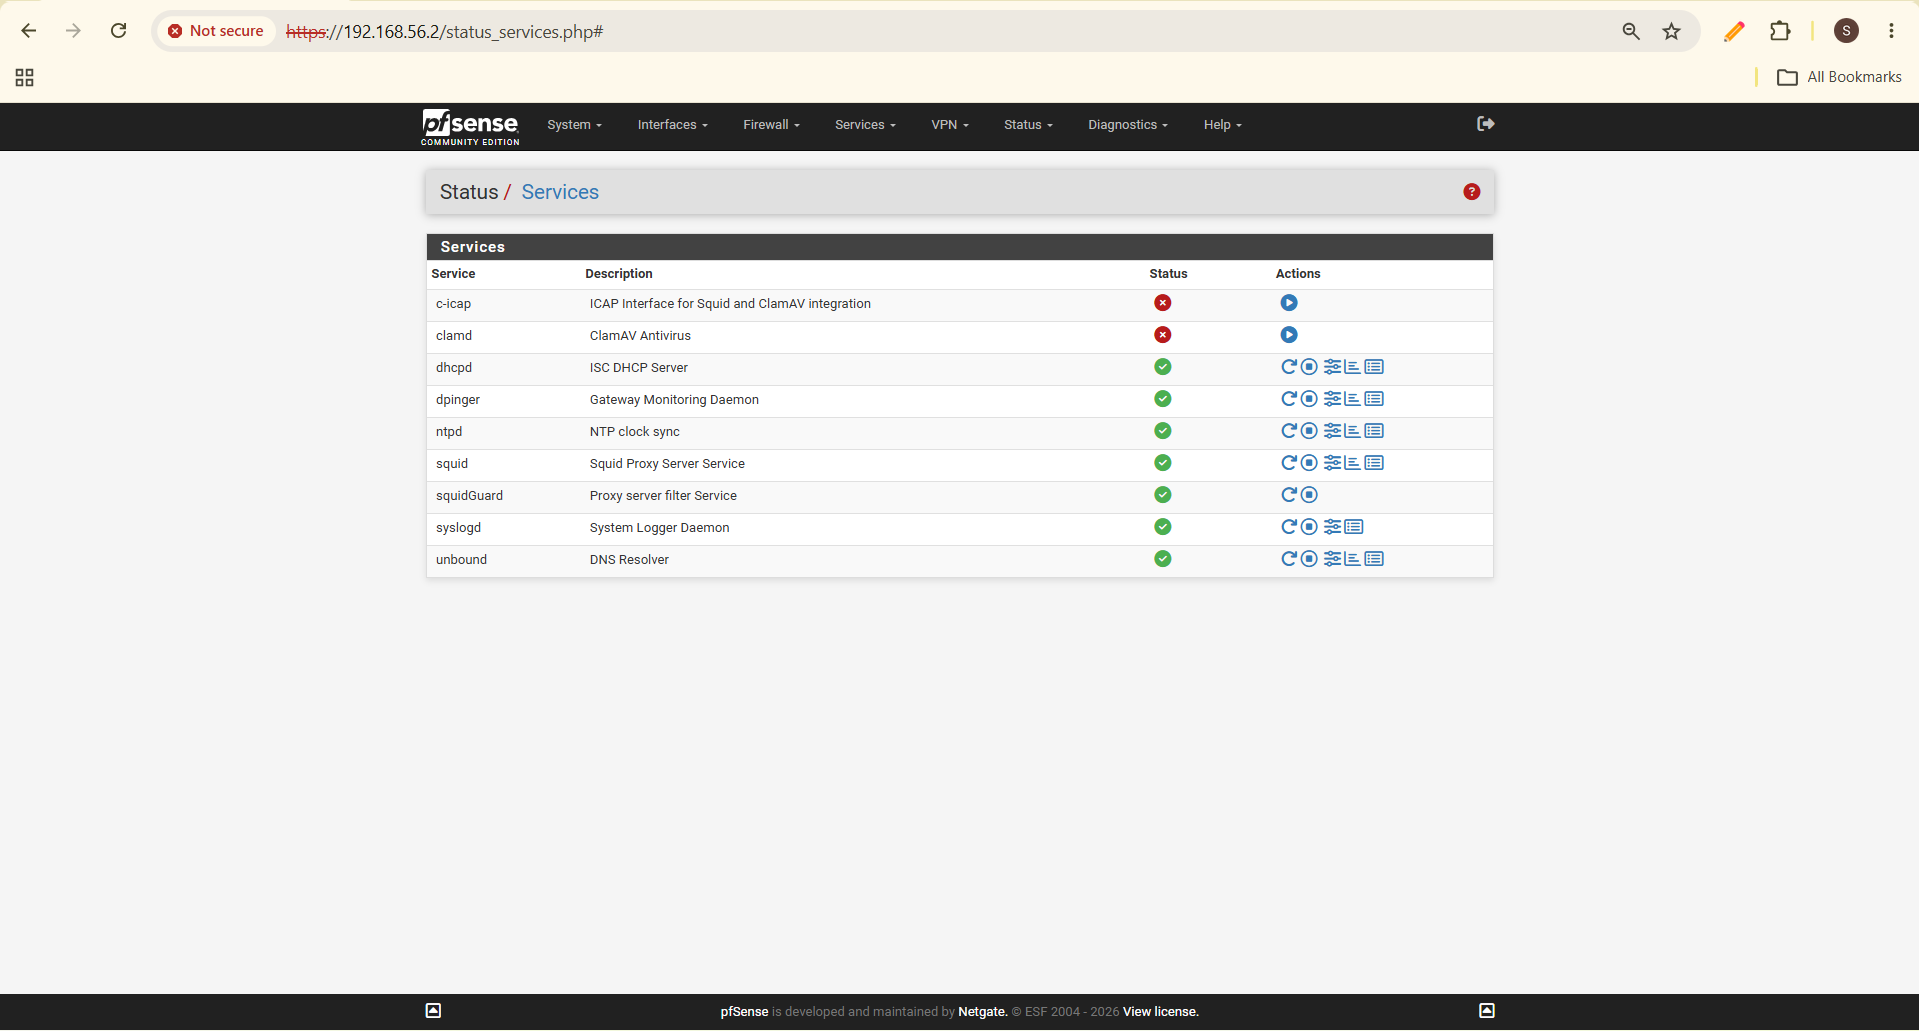 Not secure https://192.168.56.2/status_services.php#
S
All Bookmarks
pfsense System Interfaces Firewall Services VPN Status Diagnostics Help
COMMUNITY EDITION
Status / Services
Services
Service Description Status Actions
c-icap ICAP Interface for Squid and ClamAV integration
clamd ClamAV Antivirus
dhcpd ISC DHCP Server
dpinger Gateway Monitoring Daemon
ntpd NTP clock sync
squid Squid Proxy Server Service
squidGuard Proxy server filter Service
syslogd System Logger Daemon
unbound DNS Resolver
pfSense is developed and maintained by Netgate. © ESF 2004 - 2026 View license.